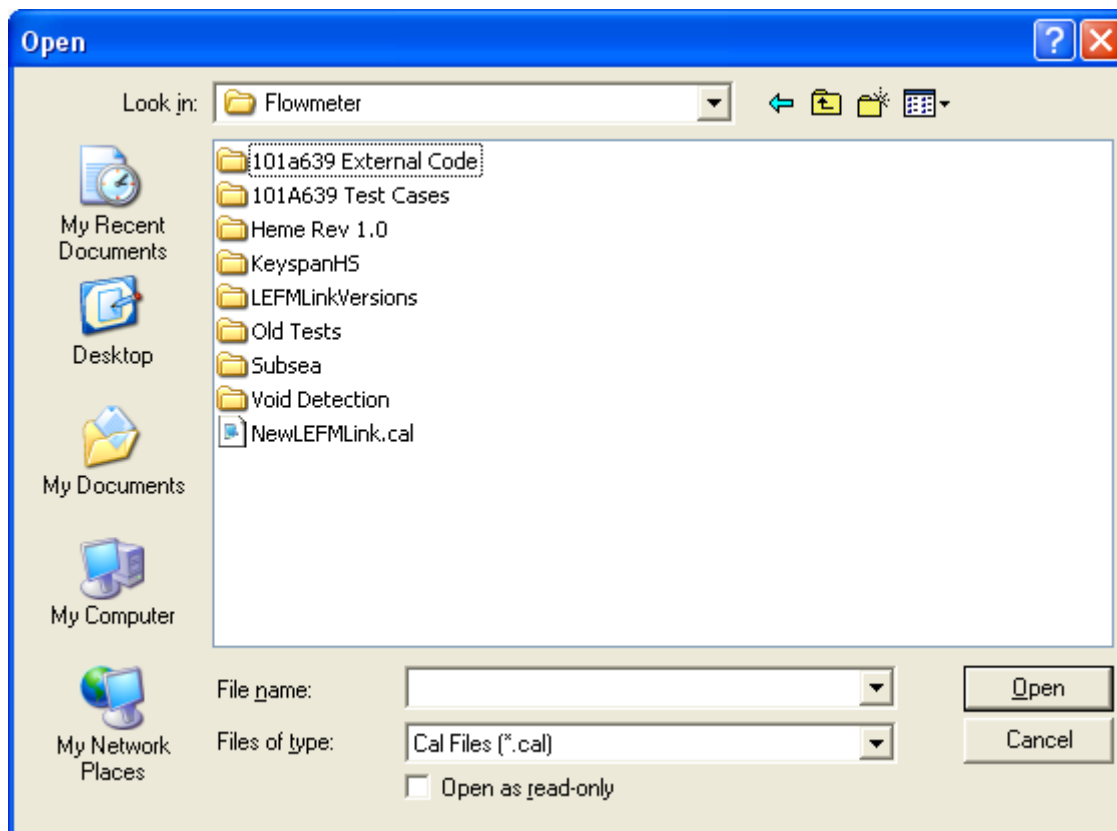 Open
Look in:
Flowmeter
My Recent
Documents
Desktop
My Documents
My Computer
My Network
Places
101a639 External Code
101A639 Test Cases
Heme Rev 1.0
KeyspanHS
LEFMLinkVersions
Old Tests
Subsea
Void Detection
NewLEFMLink.cal
File name:
Open
Files of type:
Cal Files (*.cal)
Cancel
Open as read-only